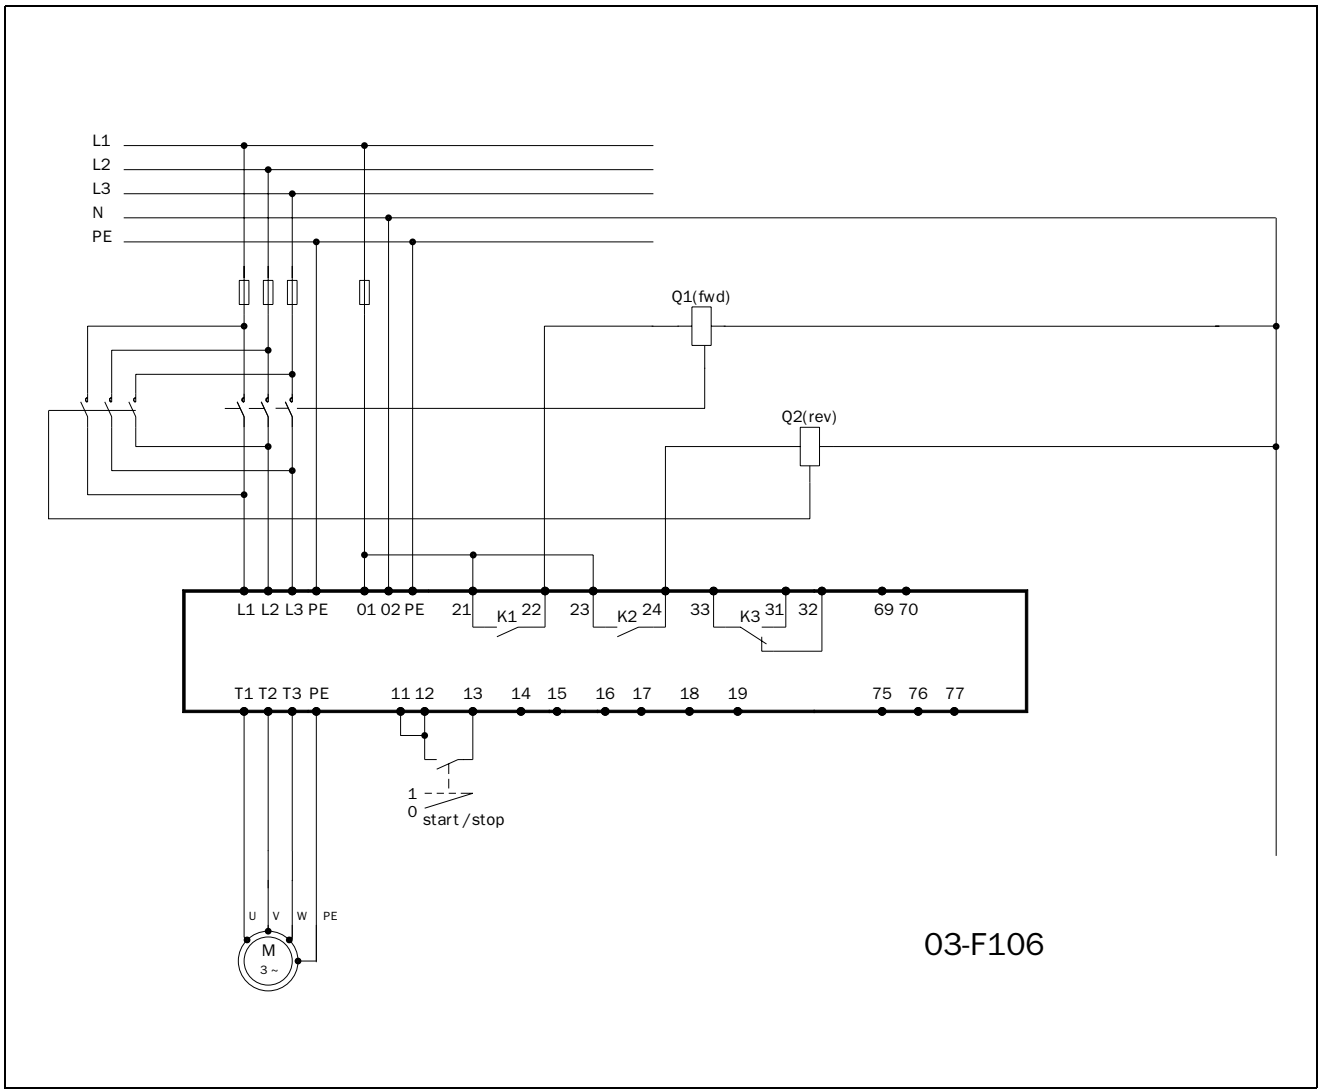 L1
L2
L3
N
PE
Q1(fwd)
Q2(rev)
L1 L2 L3 PE 01 02 PE 21 K1 22 23 K2 24 33 K3 31 32 69 70
T1 T2 T3 PE 11 12 13 14 15 16 17 18 19 75 76 77
1
0
start/stop
U V W PE
M
3 ~
03-F106